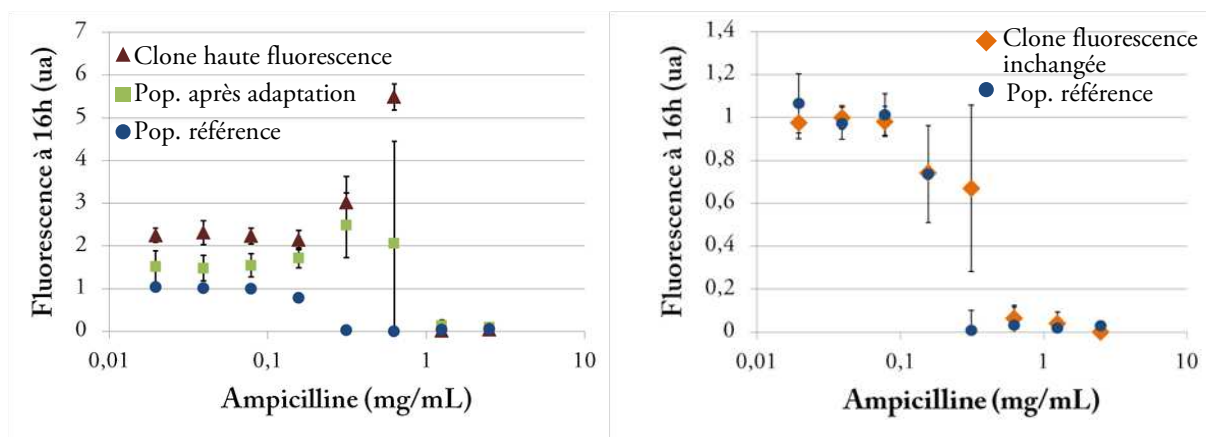 Fluorescence à 16h (ua)
7
6
5
4
3
2
1
0
Clone haute fluorescence
Pop. après adaptation
Pop. référence
0,01
0,1
1
10
Ampicilline (mg/mL)
Fluorescence à 16h (ua)
1,4
1,2
1
0,8
0,6
0,4
0,2
0
Clone fluorescence
inchangée
Pop. référence
0,01
0,1
1
10
Ampicilline (mg/mL)